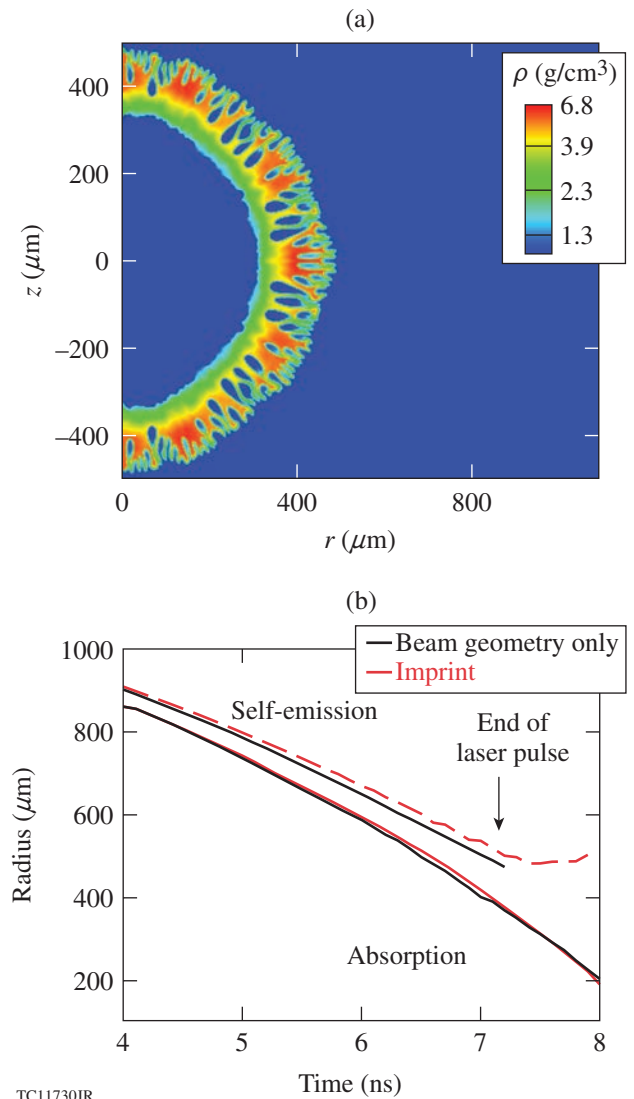 (a)
ρ (g/cm³)
6.8
3.9
2.3
1.3
400
200
0
−200
−400
z (μm)
0
400
800
r (μm)
(b)
Beam geometry only
Imprint
1000
800
600
400
200
Radius (μm)
Self-emission
End of
laser pulse
Absorption
4
5
6
7
8
Time (ns)
TC11730JR